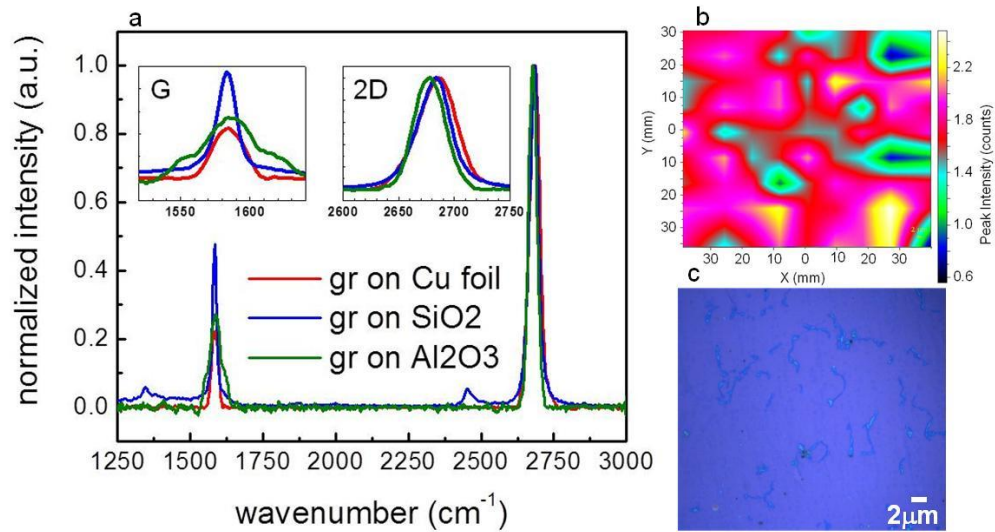 a
normalized intensity (a.u.)
1.0
0.8
0.6
0.4
0.2
0.0
G
1550 1600
2D
2600 2650 2700 2750
gr on Cu foil
gr on SiO2
gr on Al2O3
1250 1500 1750 2000 2250 2500 2750 3000
wavenumber (cm⁻¹)
b
Y (mm)
30
20
10
0
10
20
30
30 20 10 0 10 20 30
X (mm)
2.2
1.8
1.4
1.0
0.6
Peak Intensity (counts)
c
2μm